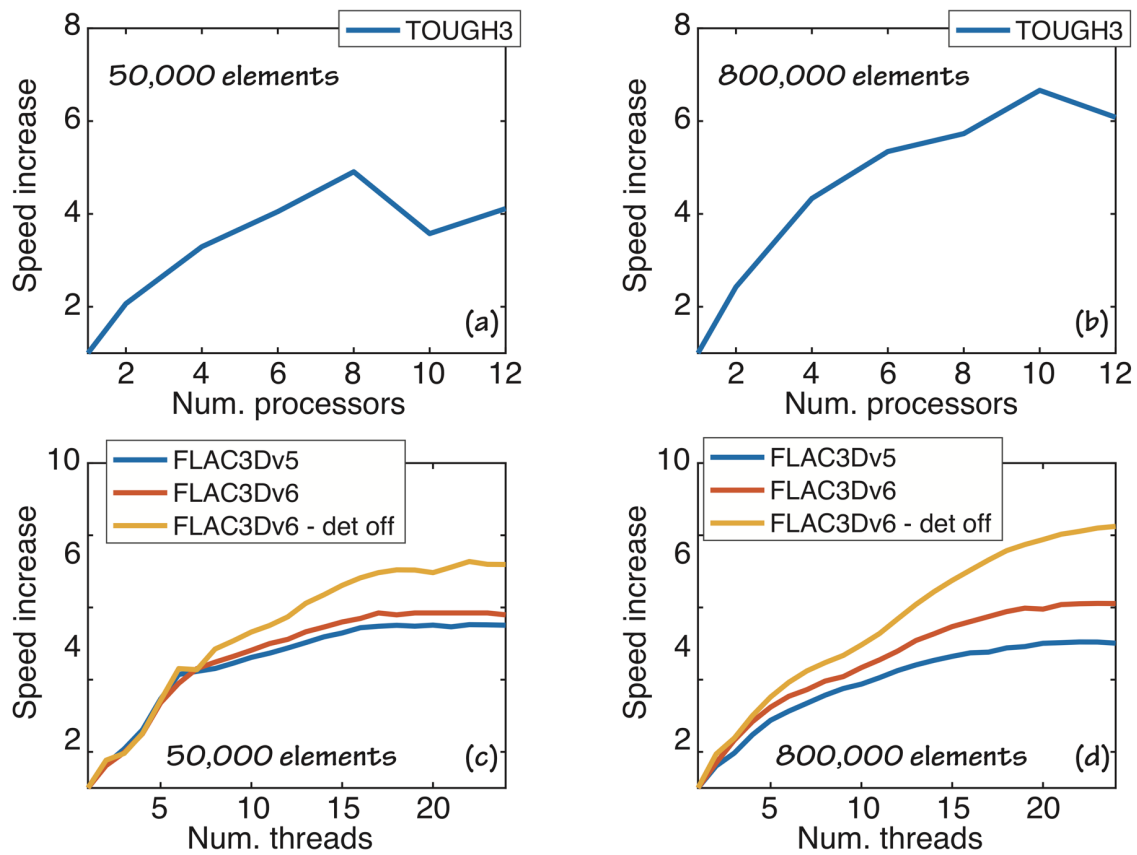 8
TOUGH3
50,000 elements
6
4
2
Speed increase
(a)
2 4 6 8 10 12
Num. processors
8
TOUGH3
800,000 elements
6
4
2
Speed increase
(b)
2 4 6 8 10 12
Num. processors
10
FLAC3Dv5
FLAC3Dv6
FLAC3Dv6 - det off
6
4
2
Speed increase
50,000 elements
(c)
5 10 15 20
Num. threads
10
FLAC3Dv5
FLAC3Dv6
FLAC3Dv6 - det off
6
4
2
Speed increase
800,000 elements
(d)
5 10 15 20
Num. threads